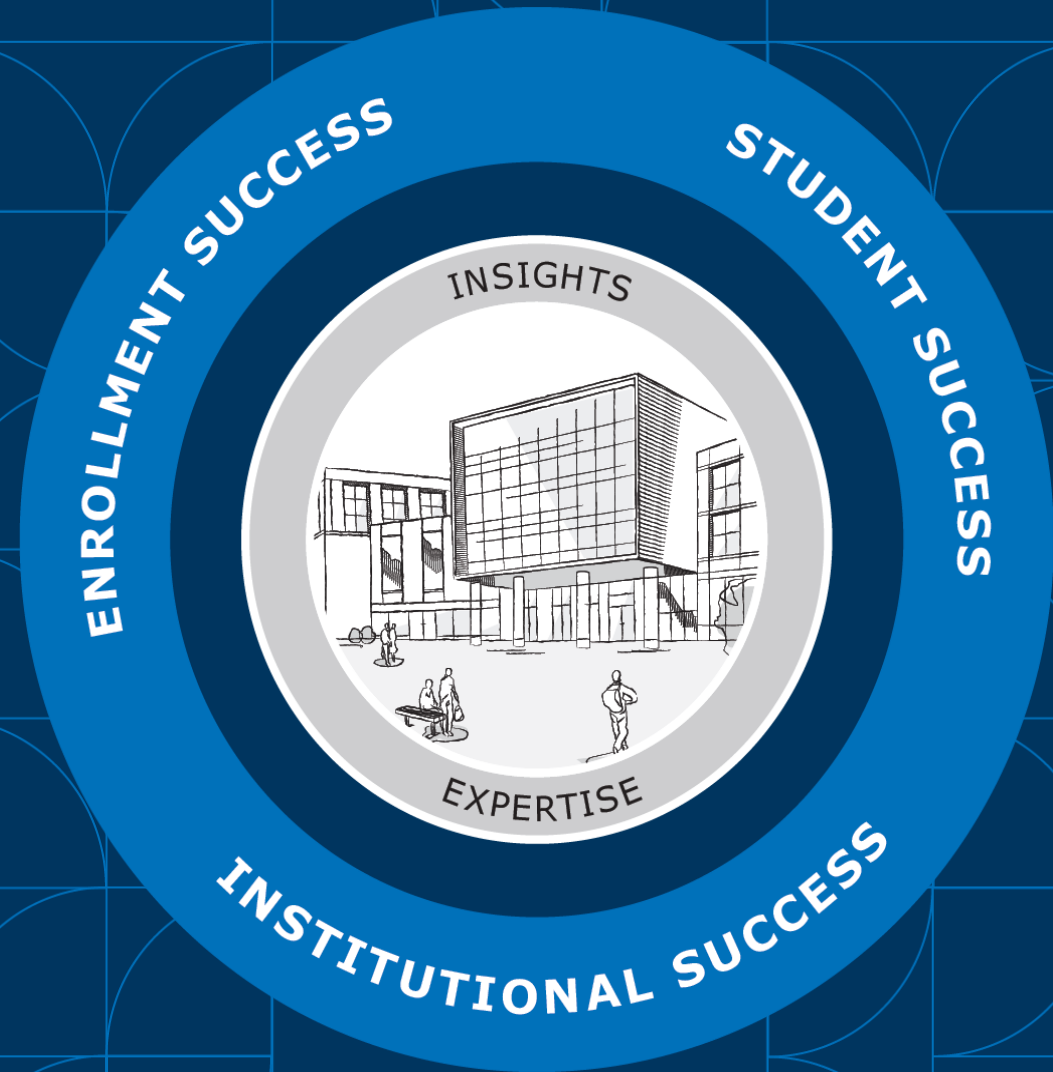 ENROLLMENT SUCCESS
STUDENT SUCCESS
INSIGHTS
EXPERTISE
INSTITUTIONAL SUCCESS